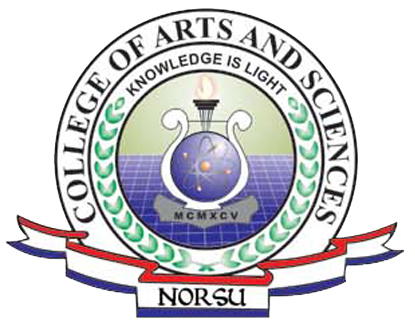 COLLEGE OF ARTS AND SCIENCES
KNOWLEDGE IS LIGHT
MCMXCV
NORSU